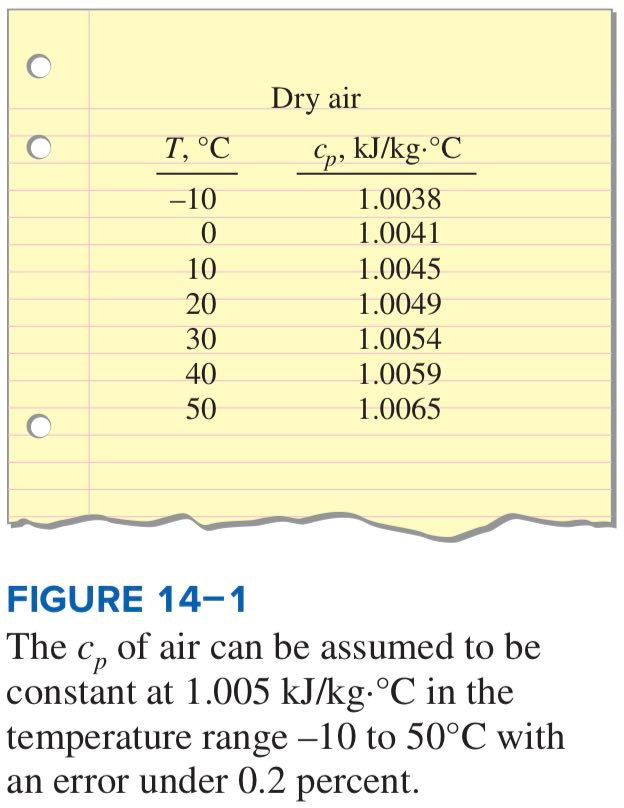 Dry air
T, °C cp, kJ/kg·°C
–10 1.0038
0 1.0041
10 1.0045
20 1.0049
30 1.0054
40 1.0059
50 1.0065
FIGURE 14–1
The cp of air can be assumed to be
constant at 1.005 kJ/kg·°C in the
temperature range –10 to 50°C with
an error under 0.2 percent.